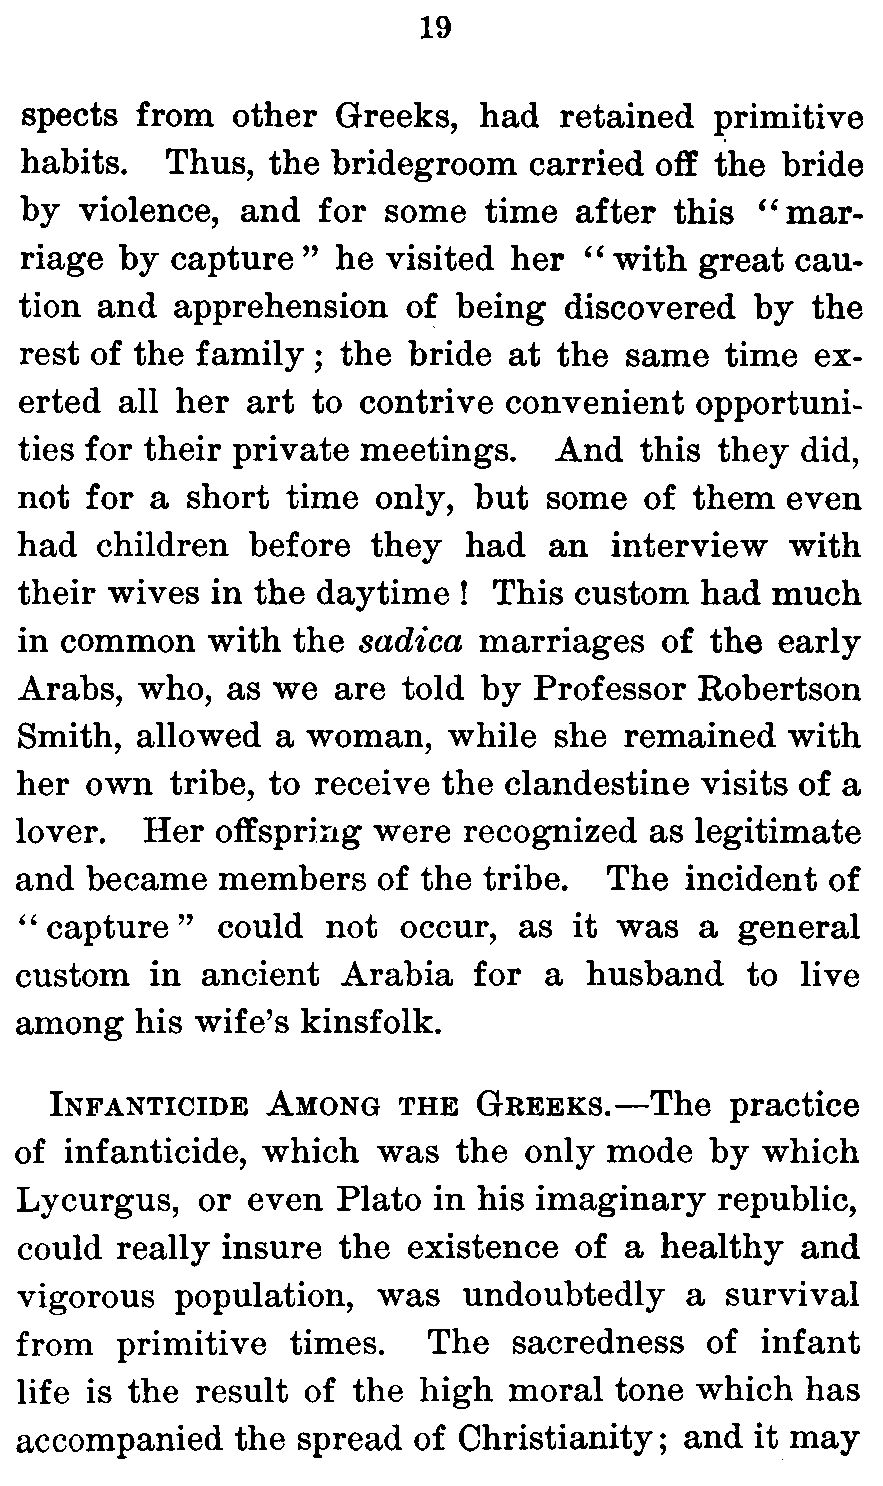 19
spects from other Greeks, had retained primitive
habits. Thus, the bridegroom carried off the bride
by violence, and for some time after this “mar-
riage by capture” he visited her “with great cau-
tion and apprehension of being discovered by the
rest of the family; the bride at the same time ex-
erted all her art to contrive convenient opportuni-
ties for their private meetings. And this they did,
not for a short time only, but some of them even
had children before they had an interview with
their wives in the daytime! This custom had much
in common with the sadica marriages of the early
Arabs, who, as we are told by Professor Robertson
Smith, allowed a woman, while she remained with
her own tribe, to receive the clandestine visits of a
lover. Her offspring were recognized as legitimate
and became members of the tribe. The incident of
“capture” could not occur, as it was a general
custom in ancient Arabia for a husband to live
among his wife's kinsfolk.
INFANTICIDE AMONG THE GREEKS.—The practice
of infanticide, which was the only mode by which
Lycurgus, or even Plato in his imaginary republic,
could really insure the existence of a healthy and
vigorous population, was undoubtedly a survival
from primitive times. The sacredness of infant
life is the result of the high moral tone which has
accompanied the spread of Christianity; and it may